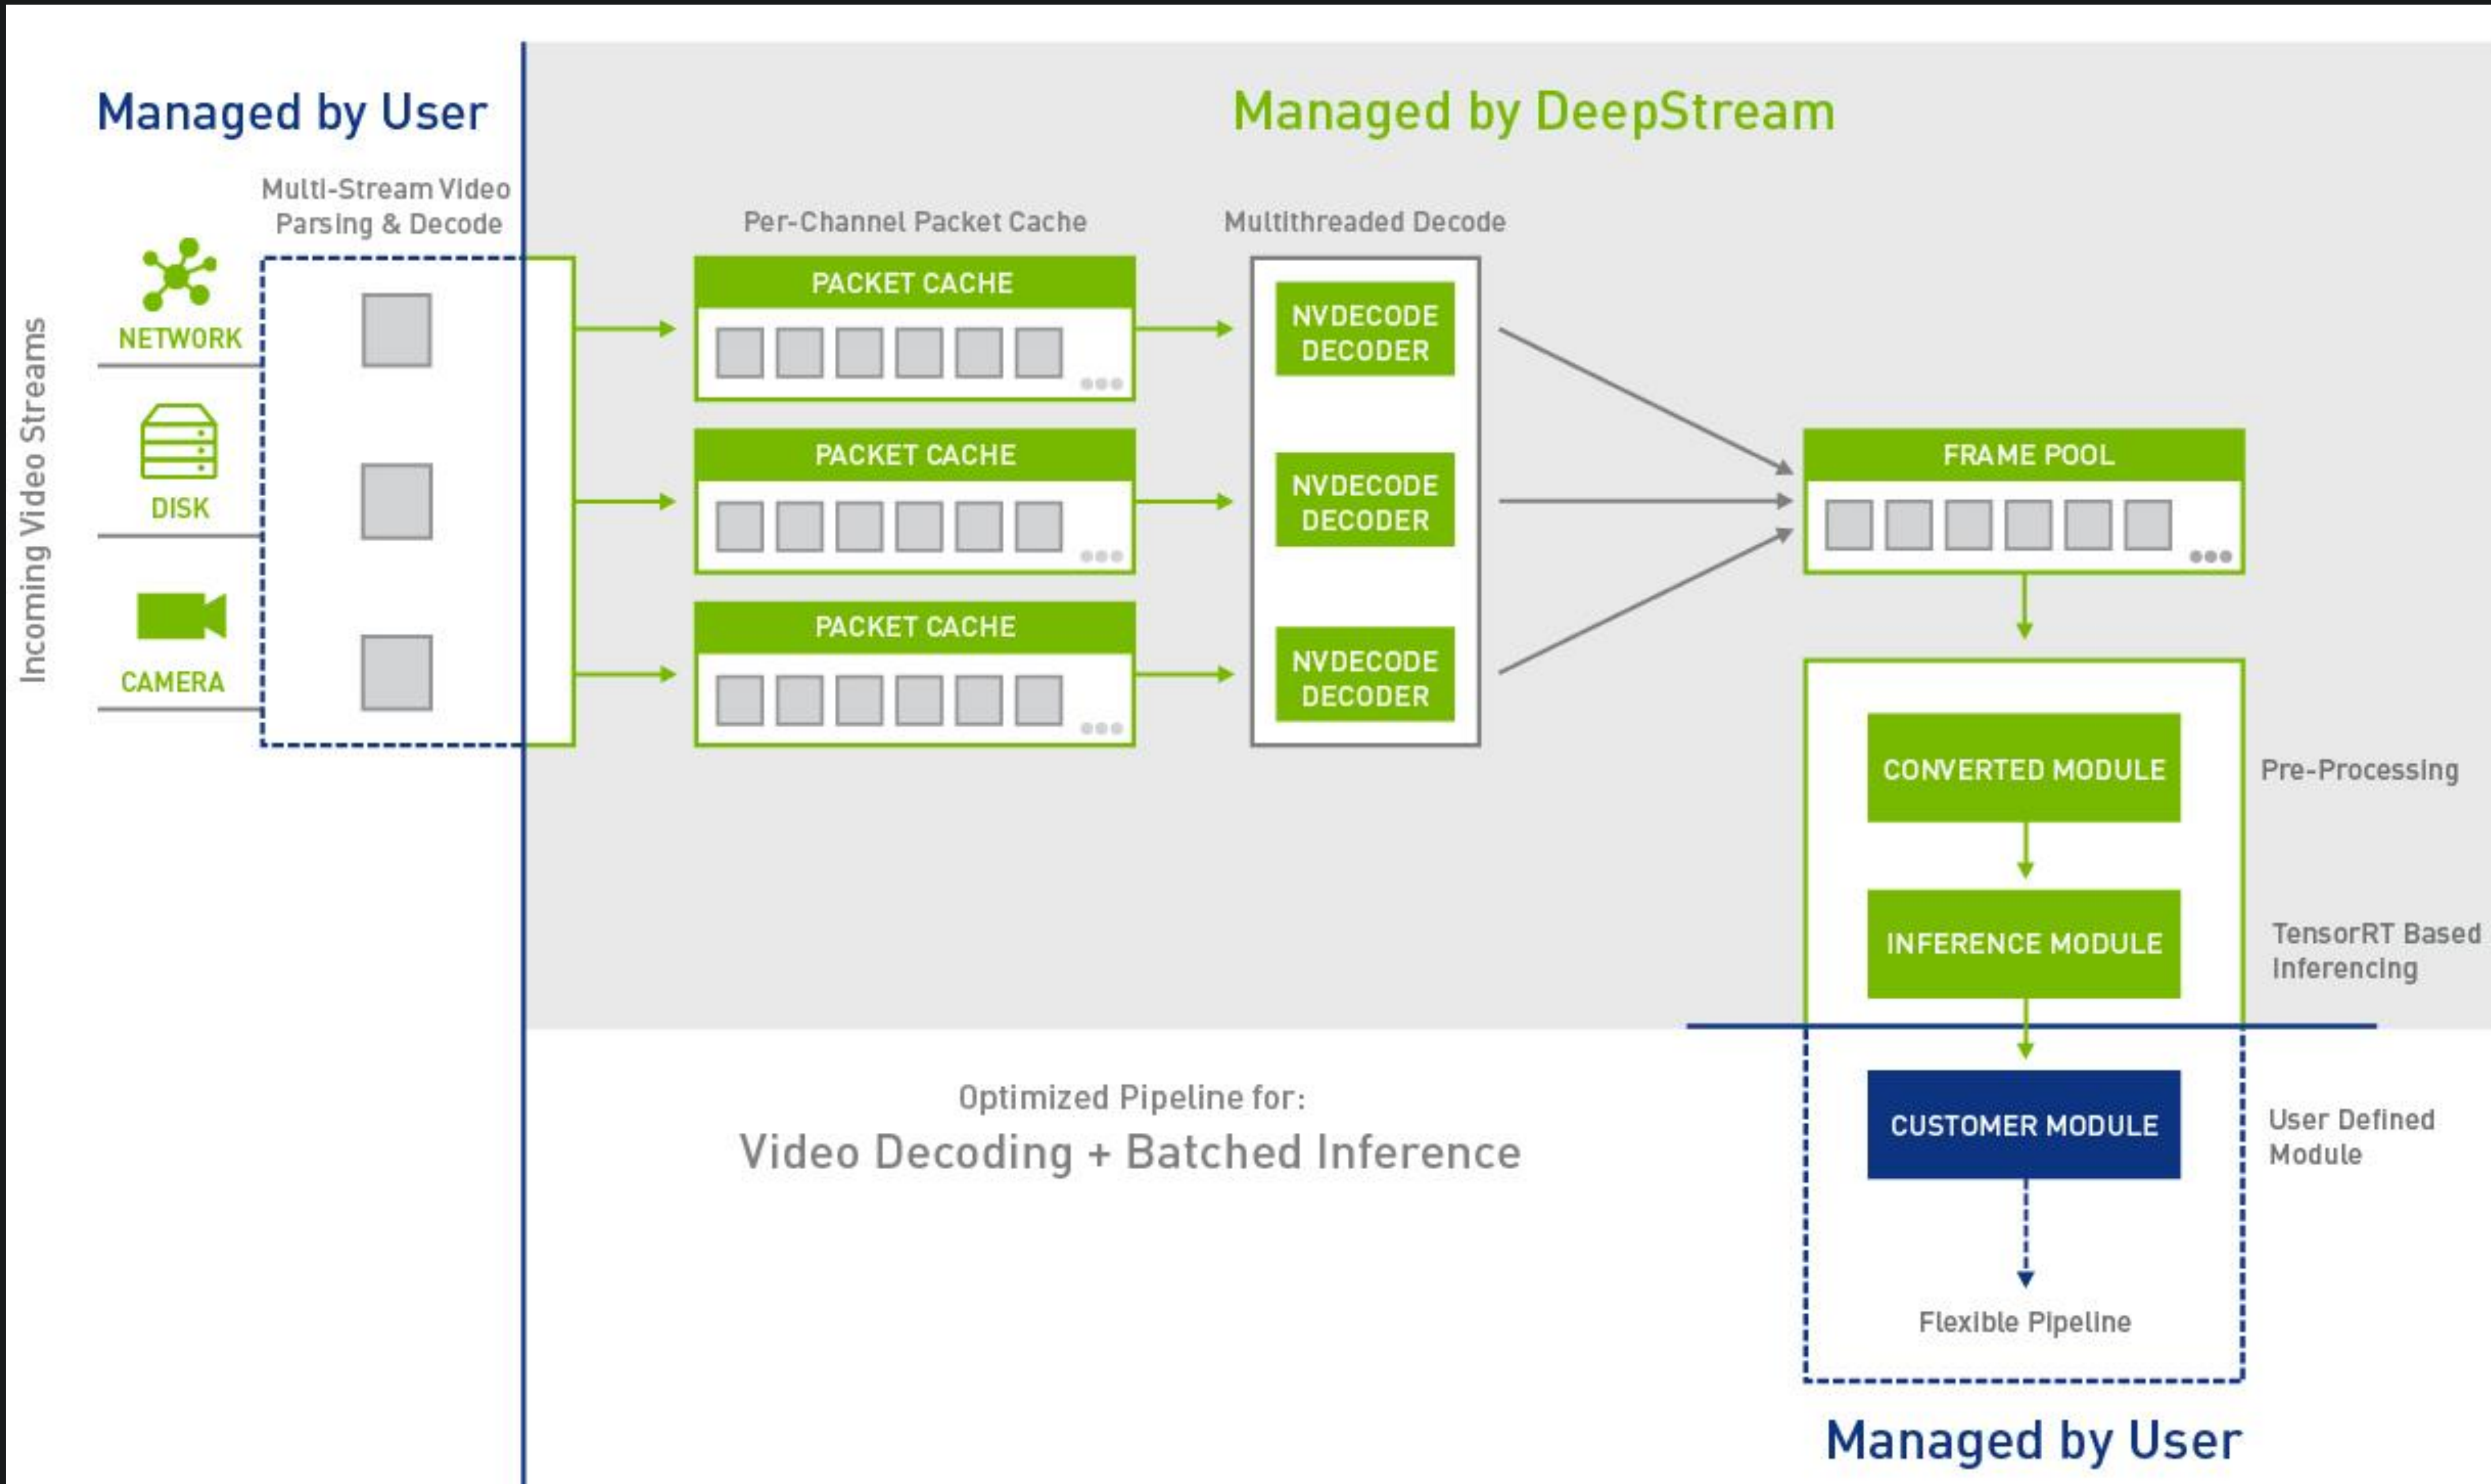 Managed by User
Managed by DeepStream
Multi-Stream Video
Parsing & Decode
Per-Channel Packet Cache
Multithreaded Decode
Incoming Video Streams
NETWORK
DISK
CAMERA
PACKET CACHE
PACKET CACHE
PACKET CACHE
NVDECODE
DECODER
NVDECODE
DECODER
NVDECODE
DECODER
FRAME POOL
CONVERTED MODULE
Pre-Processing
INFERENCE MODULE
TensorRT Based
Inferencing
CUSTOMER MODULE
User Defined
Module
Flexible Pipeline
Managed by User
Optimized Pipeline for:
Video Decoding + Batched Inference